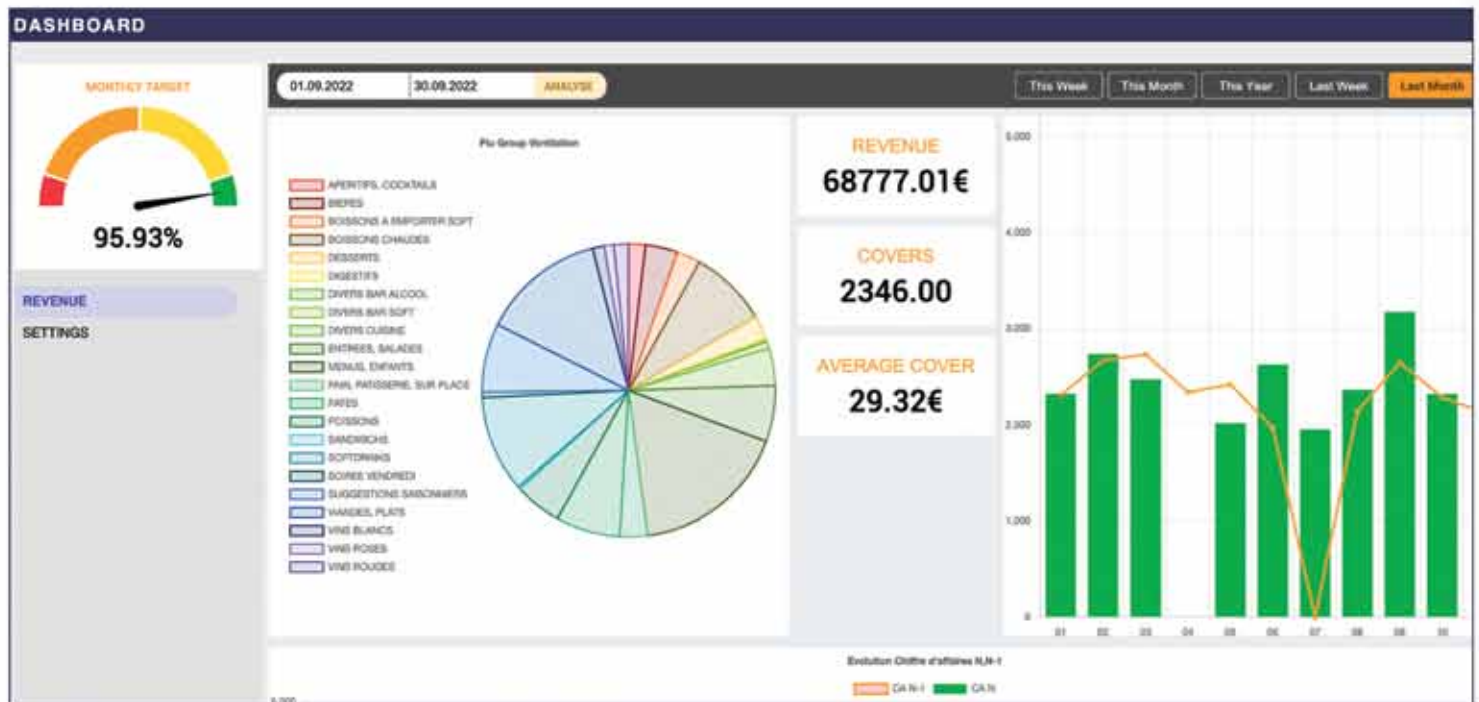 DASHBOARD
MONTHLY TARGET
95.93%
REVENUE
SETTINGS
01.09.2022 30.09.2022 ANALYSE
This Week This Month This Year Last Week Last Month
Plu Group Ventilation
APERITIFS, COCKTAILS
BIERES
BOISSONS A EMPORTER SOFT
BOISSONS CHAUDES
DESSERTS
DIGESTIFS
DIVERS BAR ALCOOL
DIVERS BAR SOFT
DIVERS CUISINE
ENTREES, SALADES
MENUS, ENFANTS
PAIN, PATISSERIE, SUR PLACE
PATES
POISSONS
SANDWICHS
SOFTDRINKS
SOIREE VENDREDI
SUGGESTIONS SAISONNIERS
VIANDES, PLATS
VINS BLANCS
VINS ROSES
VINS ROUGES
REVENUE
68777.01€
COVERS
2346.00
AVERAGE COVER
29.32€
5.000
4.000
3.000
2.000
1.000
0
01 02 03 04 05 06 07 08 09 10
Evolution Chiffre d'affaires N,N-1
CA N-1 CA N